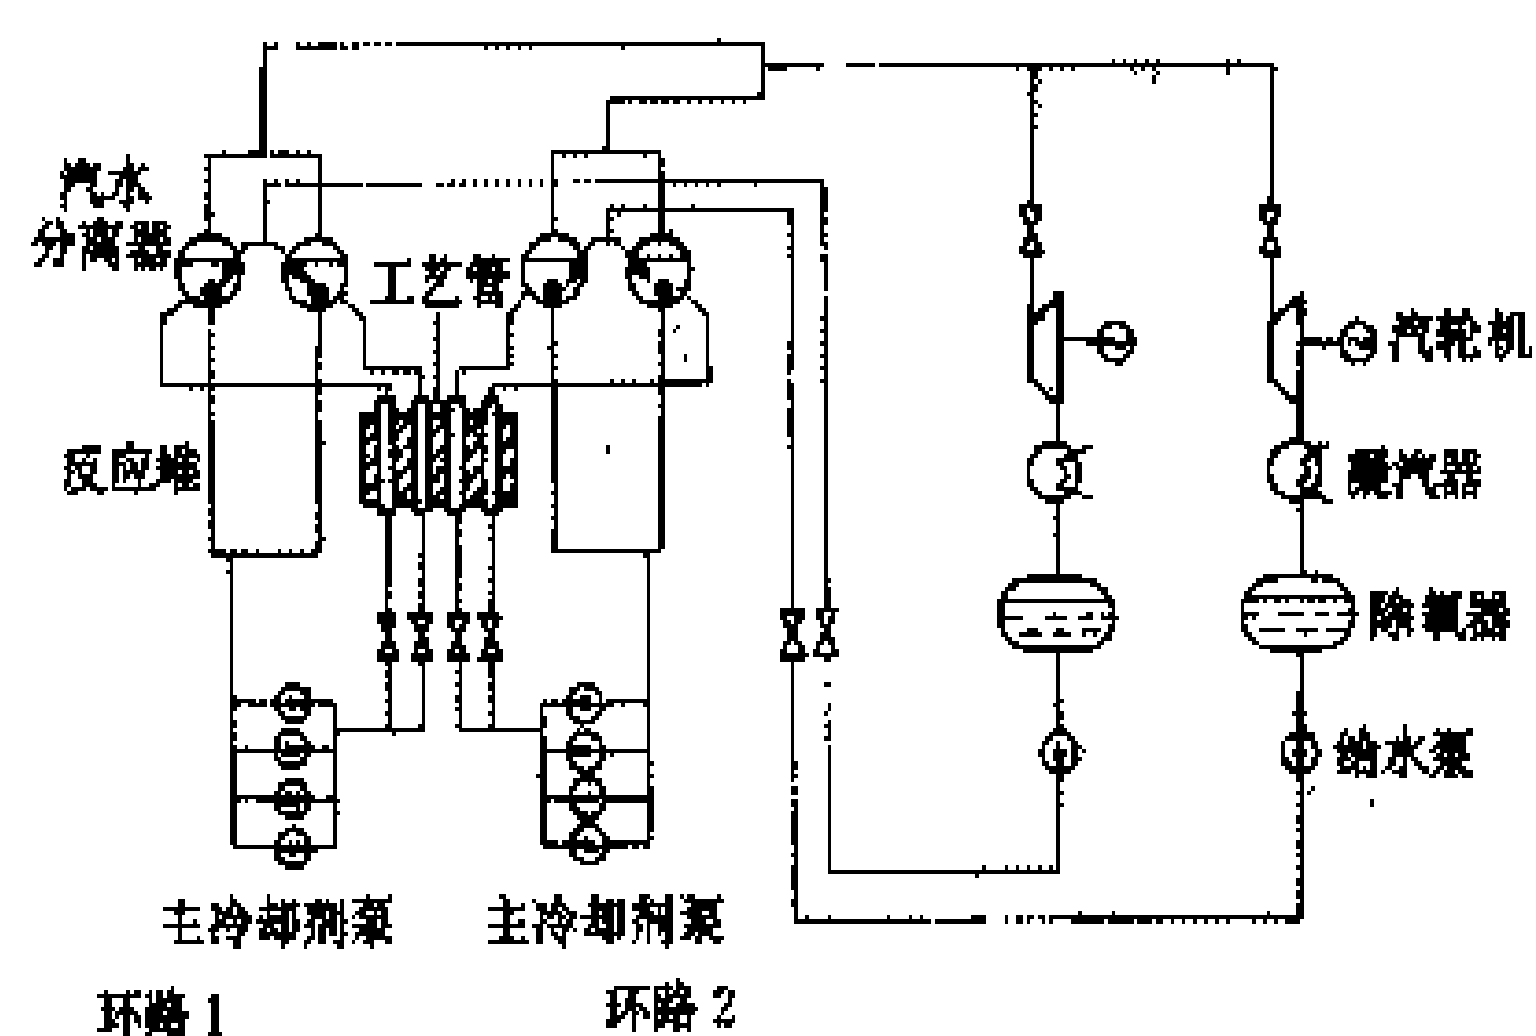 汽水
分离器
工艺管
汽轮机
反应堆
凝汽器
除氧器
给水泵
主冷却剂泵
主冷却剂泵
环路1
环路2